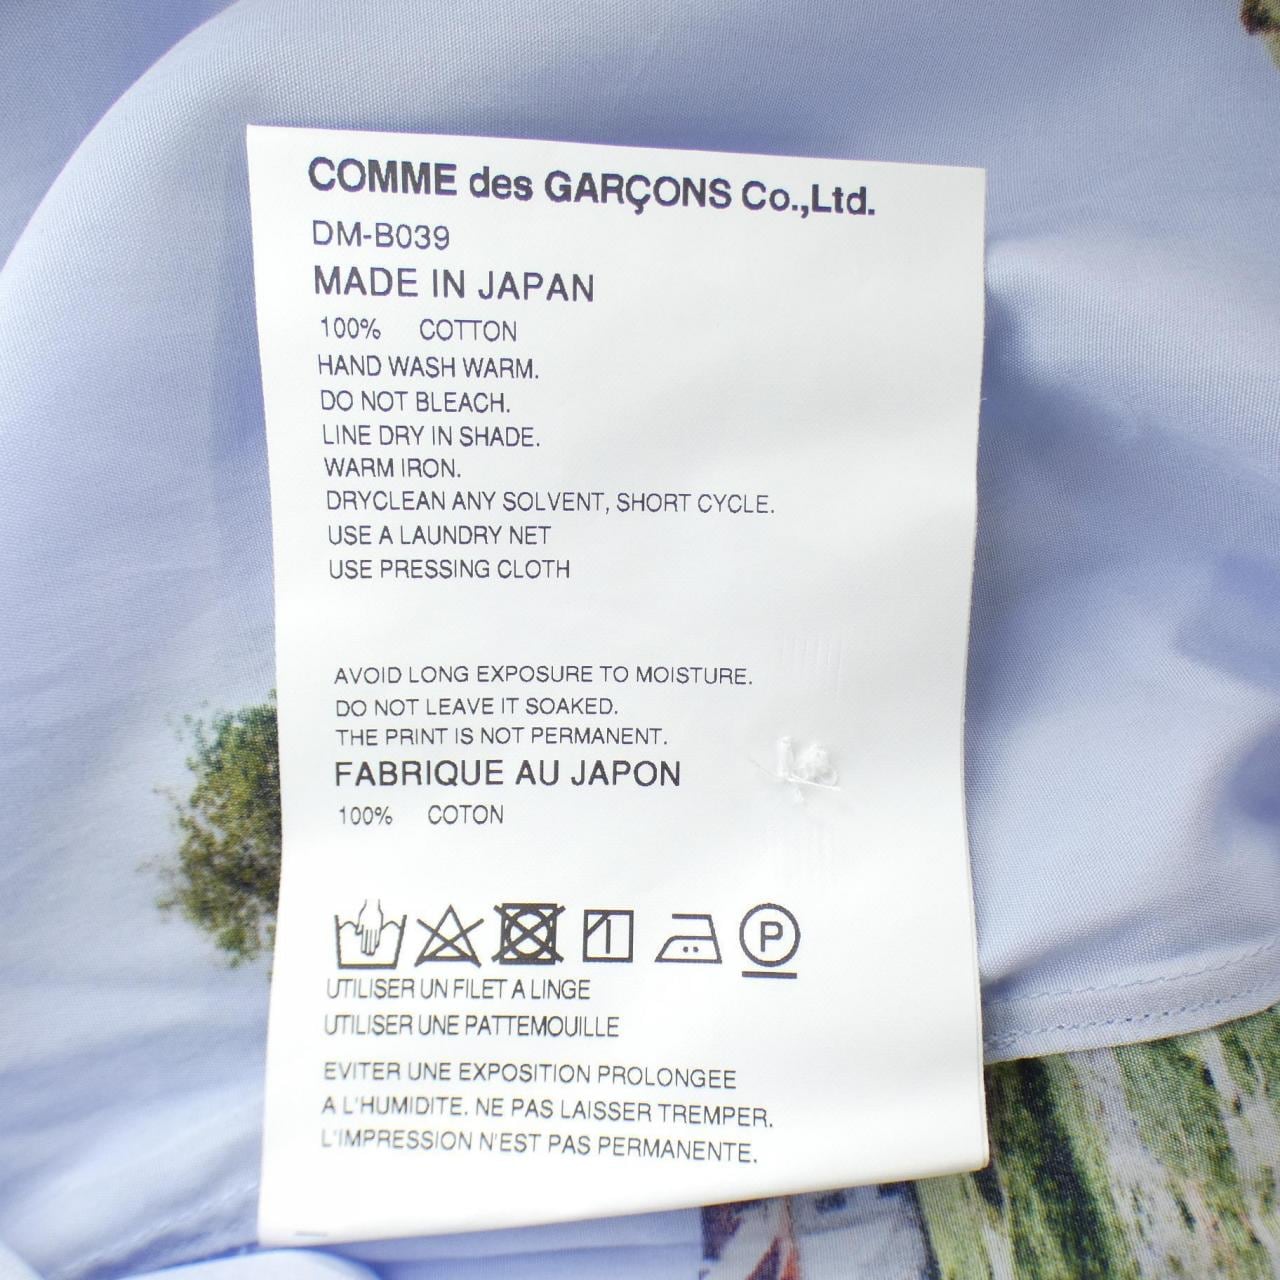 COMME des GARÇONS Co.,Ltd.
DM-B039
MADE IN JAPAN
100% COTTON
HAND WASH WARM.
DO NOT BLEACH.
LINE DRY IN SHADE.
WARM IRON.
DRYCLEAN ANY SOLVENT, SHORT CYCLE.
USE A LAUNDRY NET
USE PRESSING CLOTH
AVOID LONG EXPOSURE TO MOISTURE.
DO NOT LEAVE IT SOAKED.
THE PRINT IS NOT PERMANENT.
FABRIQUE AU JAPON
100% COTON
P
UTILISER UN FILET A LINGE
UTILISER UNE PATTEMOUILLE
EVITER UNE EXPOSITION PROLONGEE
A L'HUMIDITE. NE PAS LAISSER TREMPER.
L'IMPRESSION N'EST PAS PERMANENTE.